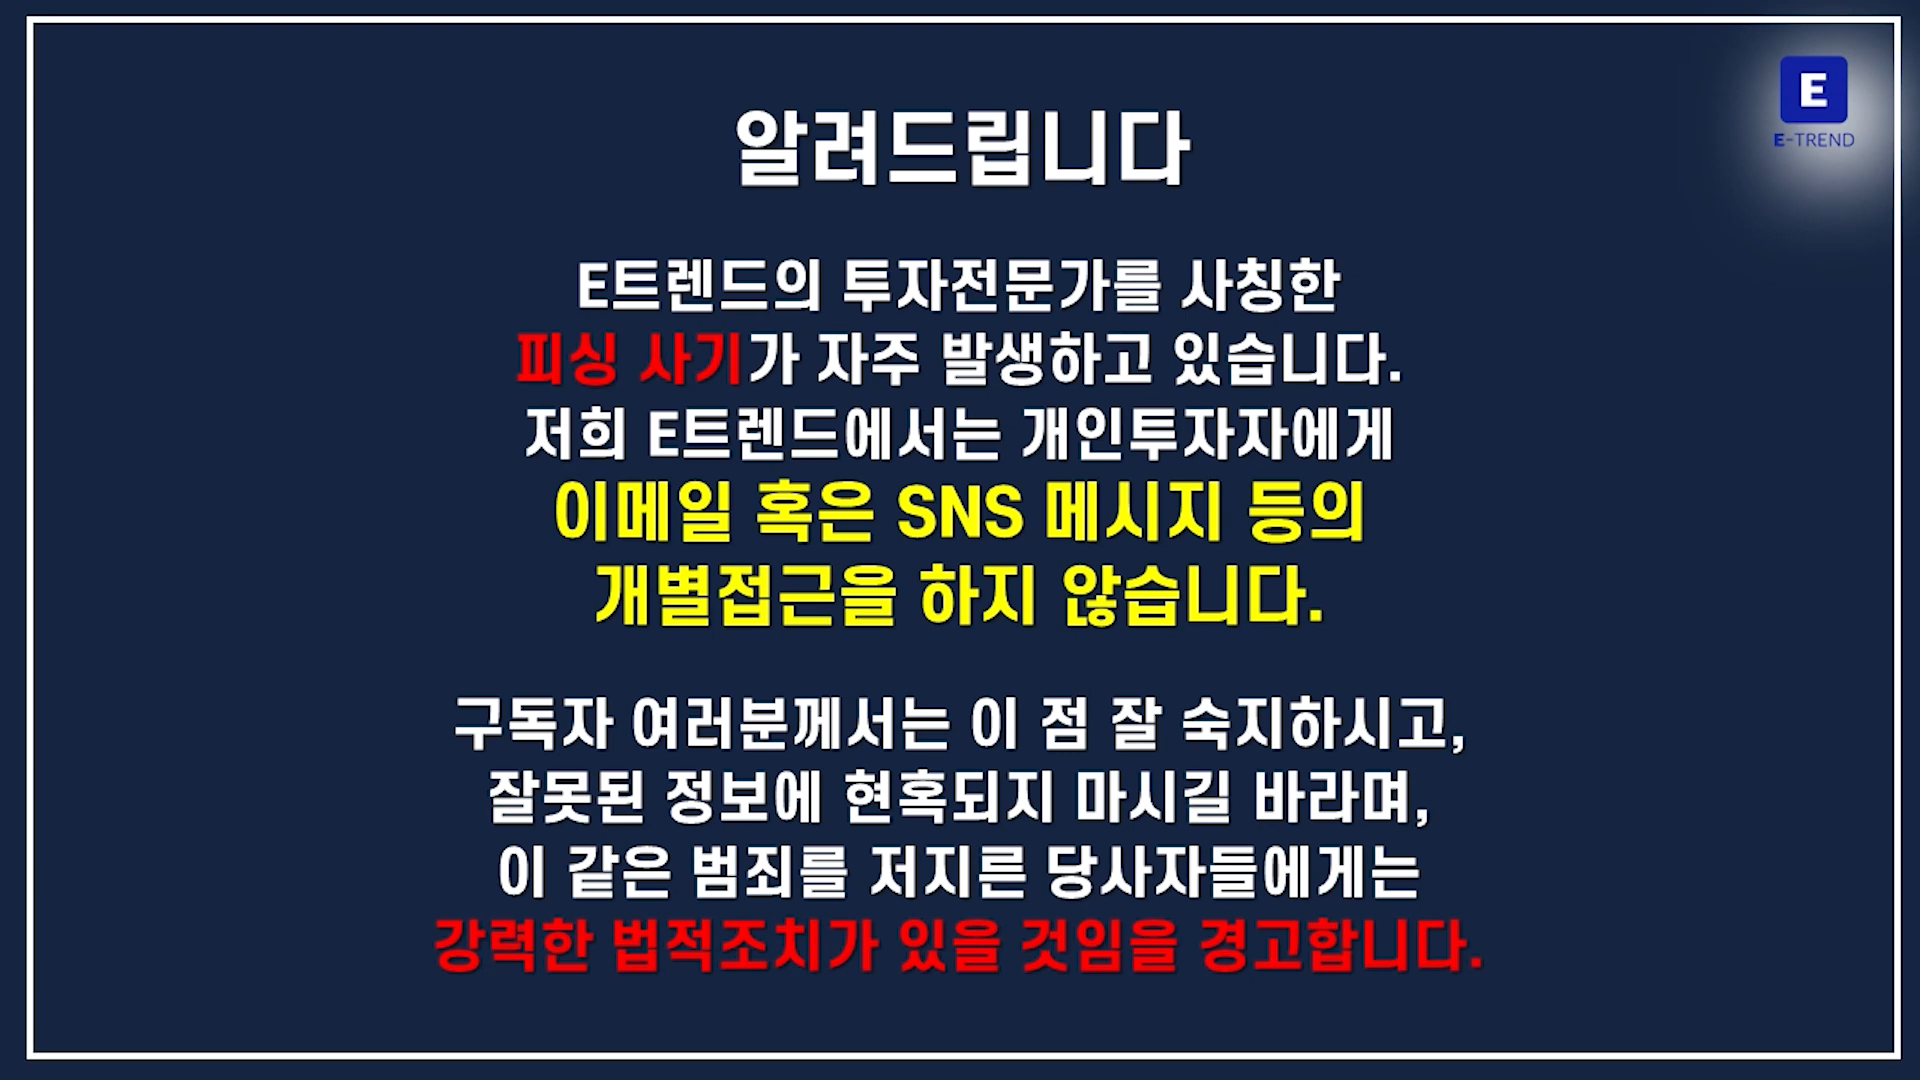 E
E-TREND
알려드립니다
E트렌드의 투자전문가를 사칭한
피싱 사기가 자주 발생하고 있습니다.
저희 E트렌드에서는 개인투자자에게
이메일 혹은 SNS 메시지 등의
개별접근을 하지 않습니다.
구독자 여러분께서는 이 점 잘 숙지하시고,
잘못된 정보에 현혹되지 마시길 바라며,
이 같은 범죄를 저지른 당사자들에게는
강력한 법적조치가 있을 것임을 경고합니다.